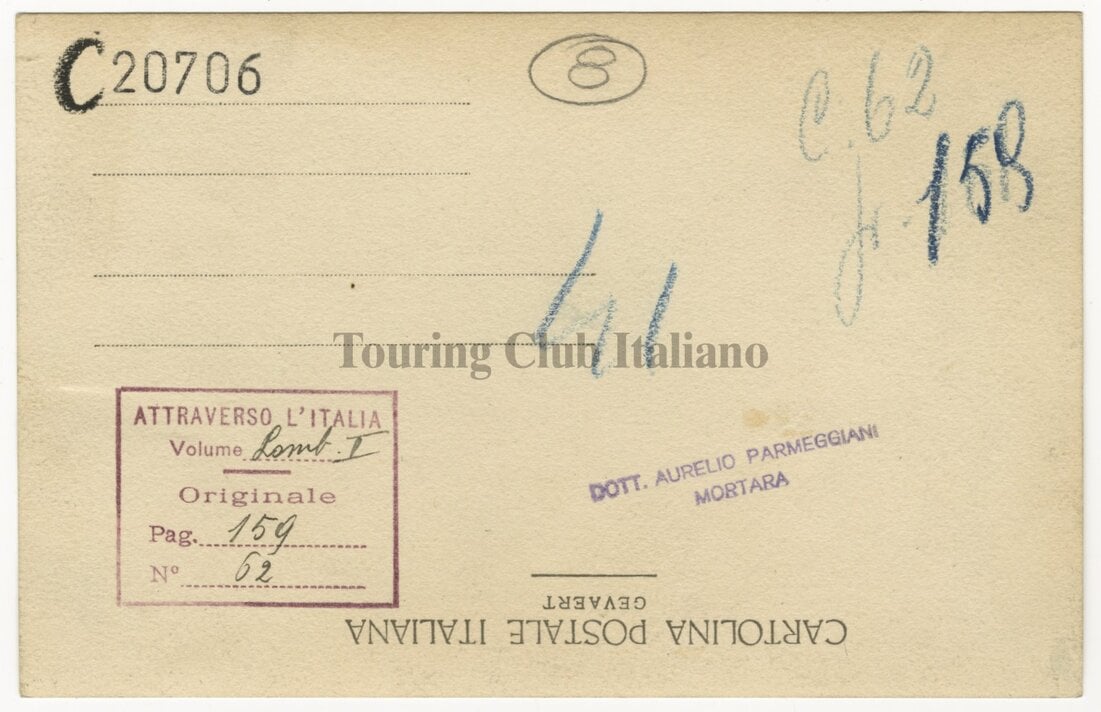 C20706
8
C. 62
fr. 158
41
Touring Club Italiano
ATTRAVERSO L'ITALIA
Volume Lomb. I
Originale
Pag. 159
N° 62
DOTT. AURELIO PARMEGGIANI
MORTARA
CARTOLINA POSTALE ITALIANA
GEVAERT